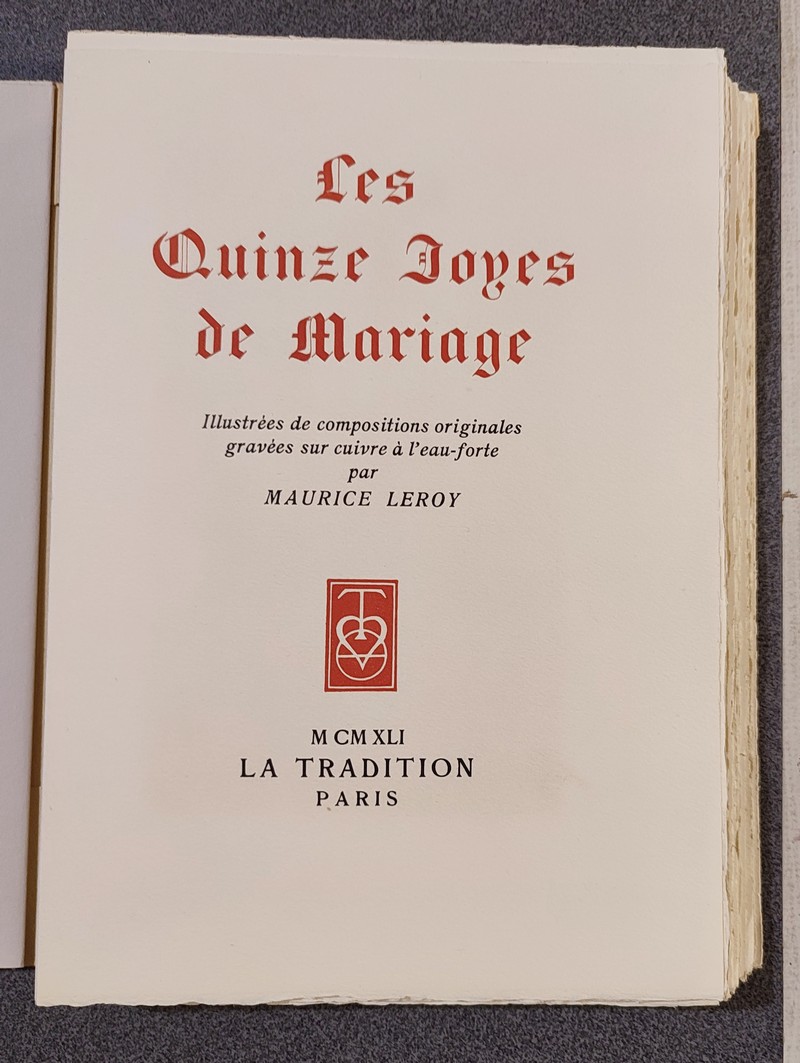 Les
Quinze Joyes
de Mariage
Illustrées de compositions originales
gravées sur cuivre à l'eau-forte
par
MAURICE LEROY
MCMXLI
LA TRADITION
PARIS